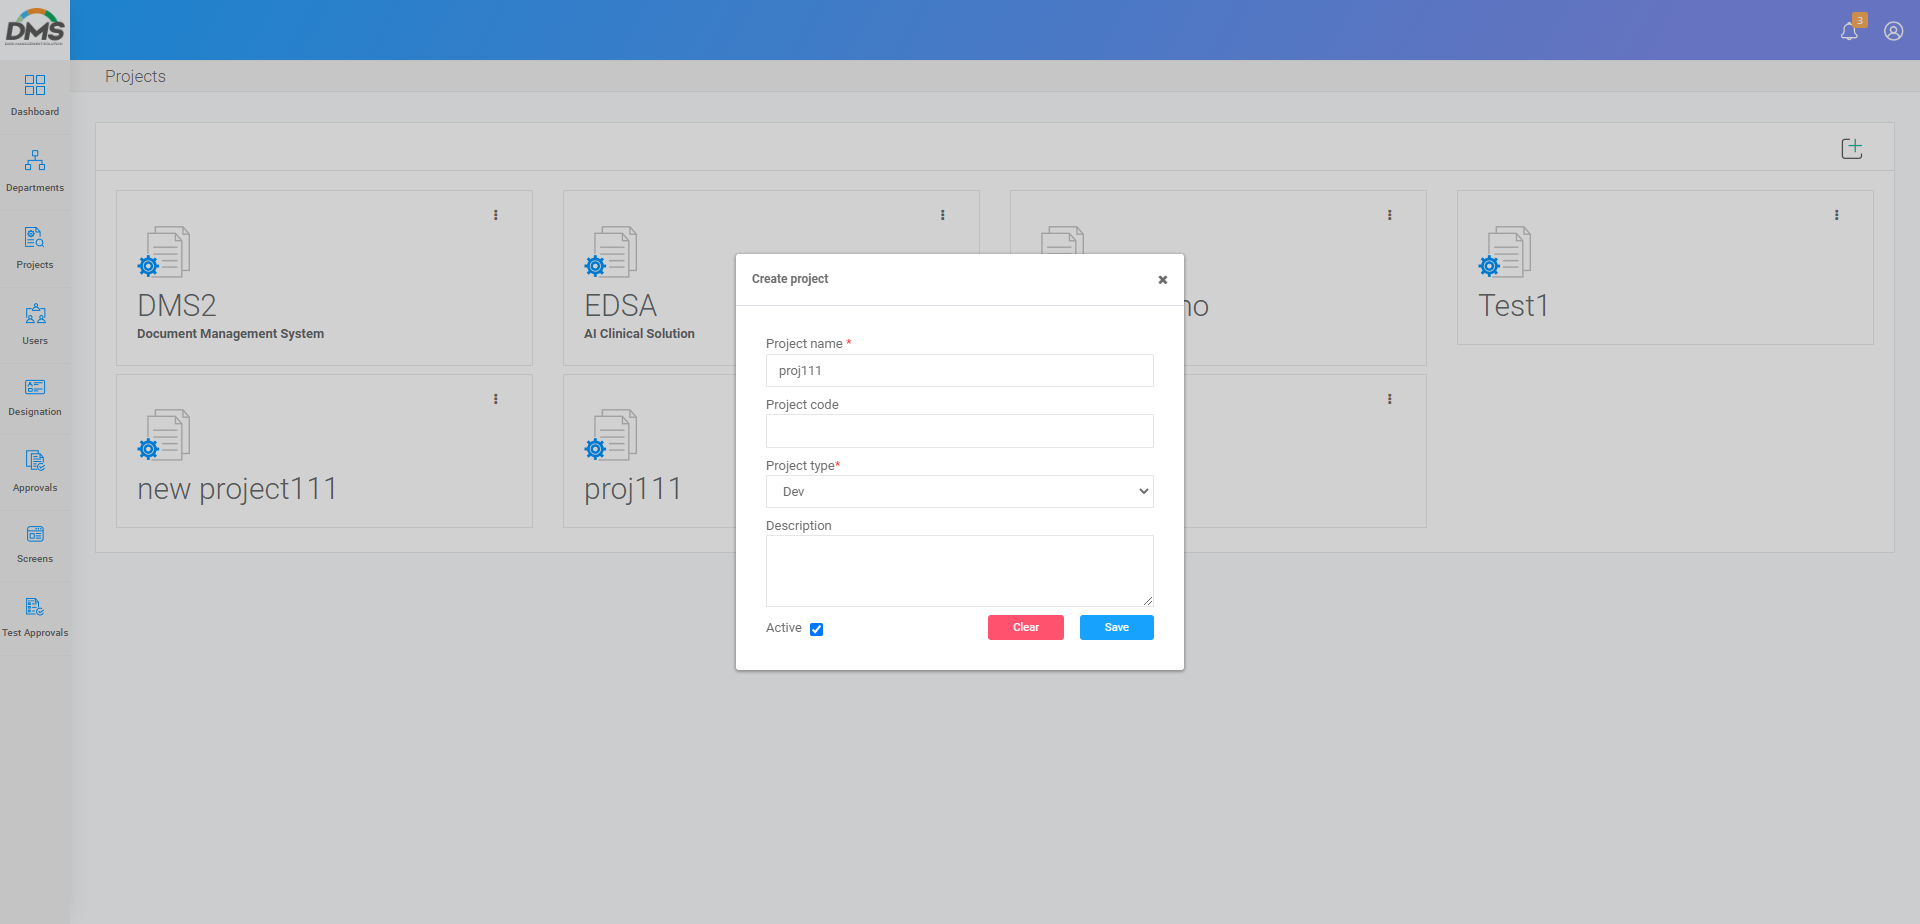 DMS
3
Projects
Dashboard
Departments
Projects
Users
Designation
Approvals
Screens
Test Approvals
DMS2
Document Management System
EDSA
AI Clinical Solution
Test1
new project111
proj111
Create project
Project name *
proj111
Project code
Project type*
Dev
Description
Active
Clear
Save